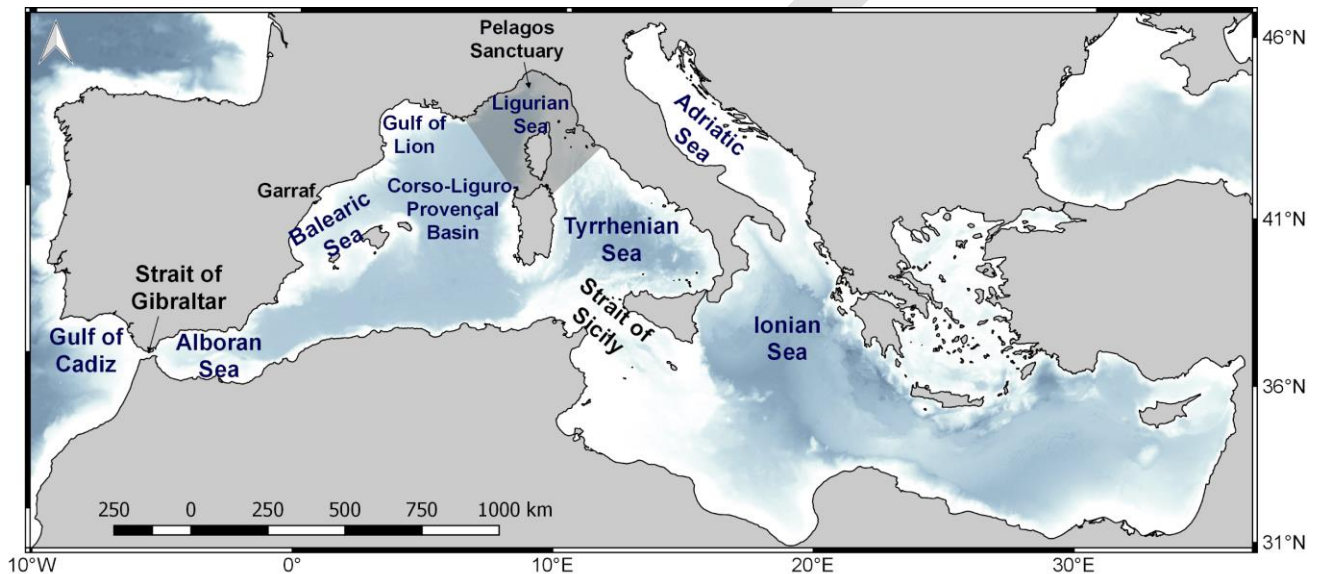 Pelagos
Sanctuary
46°N
Ligurian
Sea
Gulf of
Lion
Adriatic
Sea
Garraf
Corso-Liguro-
Provençal
Basin
Balearic
Sea
Tyrrhenian
Sea
41°N
Strait of
Gibraltar
Strait of
Sicily
Ionian
Sea
Gulf of
Cadiz
Alboran
Sea
36°N
250 0 250 500 750 1000 km
31°N
10°W 0° 10°E 20°E 30°E